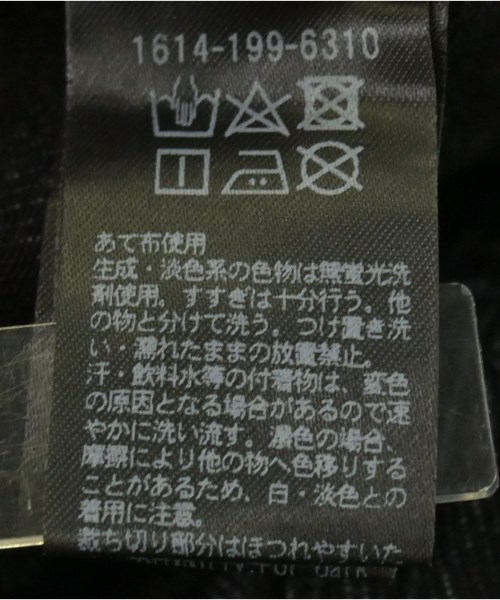 1614-199-6310
あて布使用
生成・淡色系の色物は無蛍光洗
剤使用。すすぎは十分行う。他
の物と分けて洗う。つけ置き洗
い・濡れたままの放置禁止。
汗・飲料水等の付着物は、変色
の原因となる場合があるので速
やかに洗い流す。濃色の場合、
摩擦により他の物へ色移りする
ことがあるため、白・淡色との
着用に注意。
裁ち切り部分はほつれやすいた
For dark